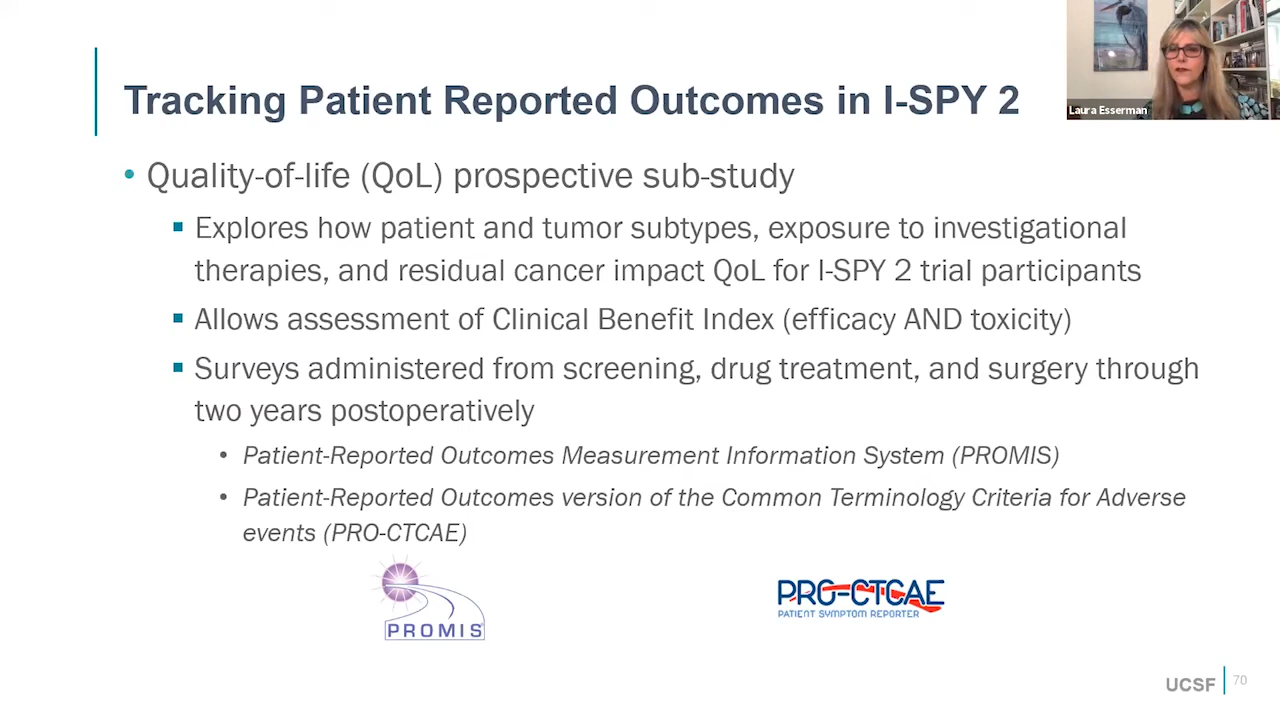 Laura Esserman
Tracking Patient Reported Outcomes in I-SPY 2
• Quality-of-life (QoL) prospective sub-study
▪ Explores how patient and tumor subtypes, exposure to investigational
therapies, and residual cancer impact QoL for I-SPY 2 trial participants
▪ Allows assessment of Clinical Benefit Index (efficacy AND toxicity)
▪ Surveys administered from screening, drug treatment, and surgery through
two years postoperatively
• Patient-Reported Outcomes Measurement Information System (PROMIS)
• Patient-Reported Outcomes version of the Common Terminology Criteria for Adverse
events (PRO-CTCAE)
PROMIS®
PRO-CTCAE
PATIENT SYMPTOM REPORTER
UCSF 70